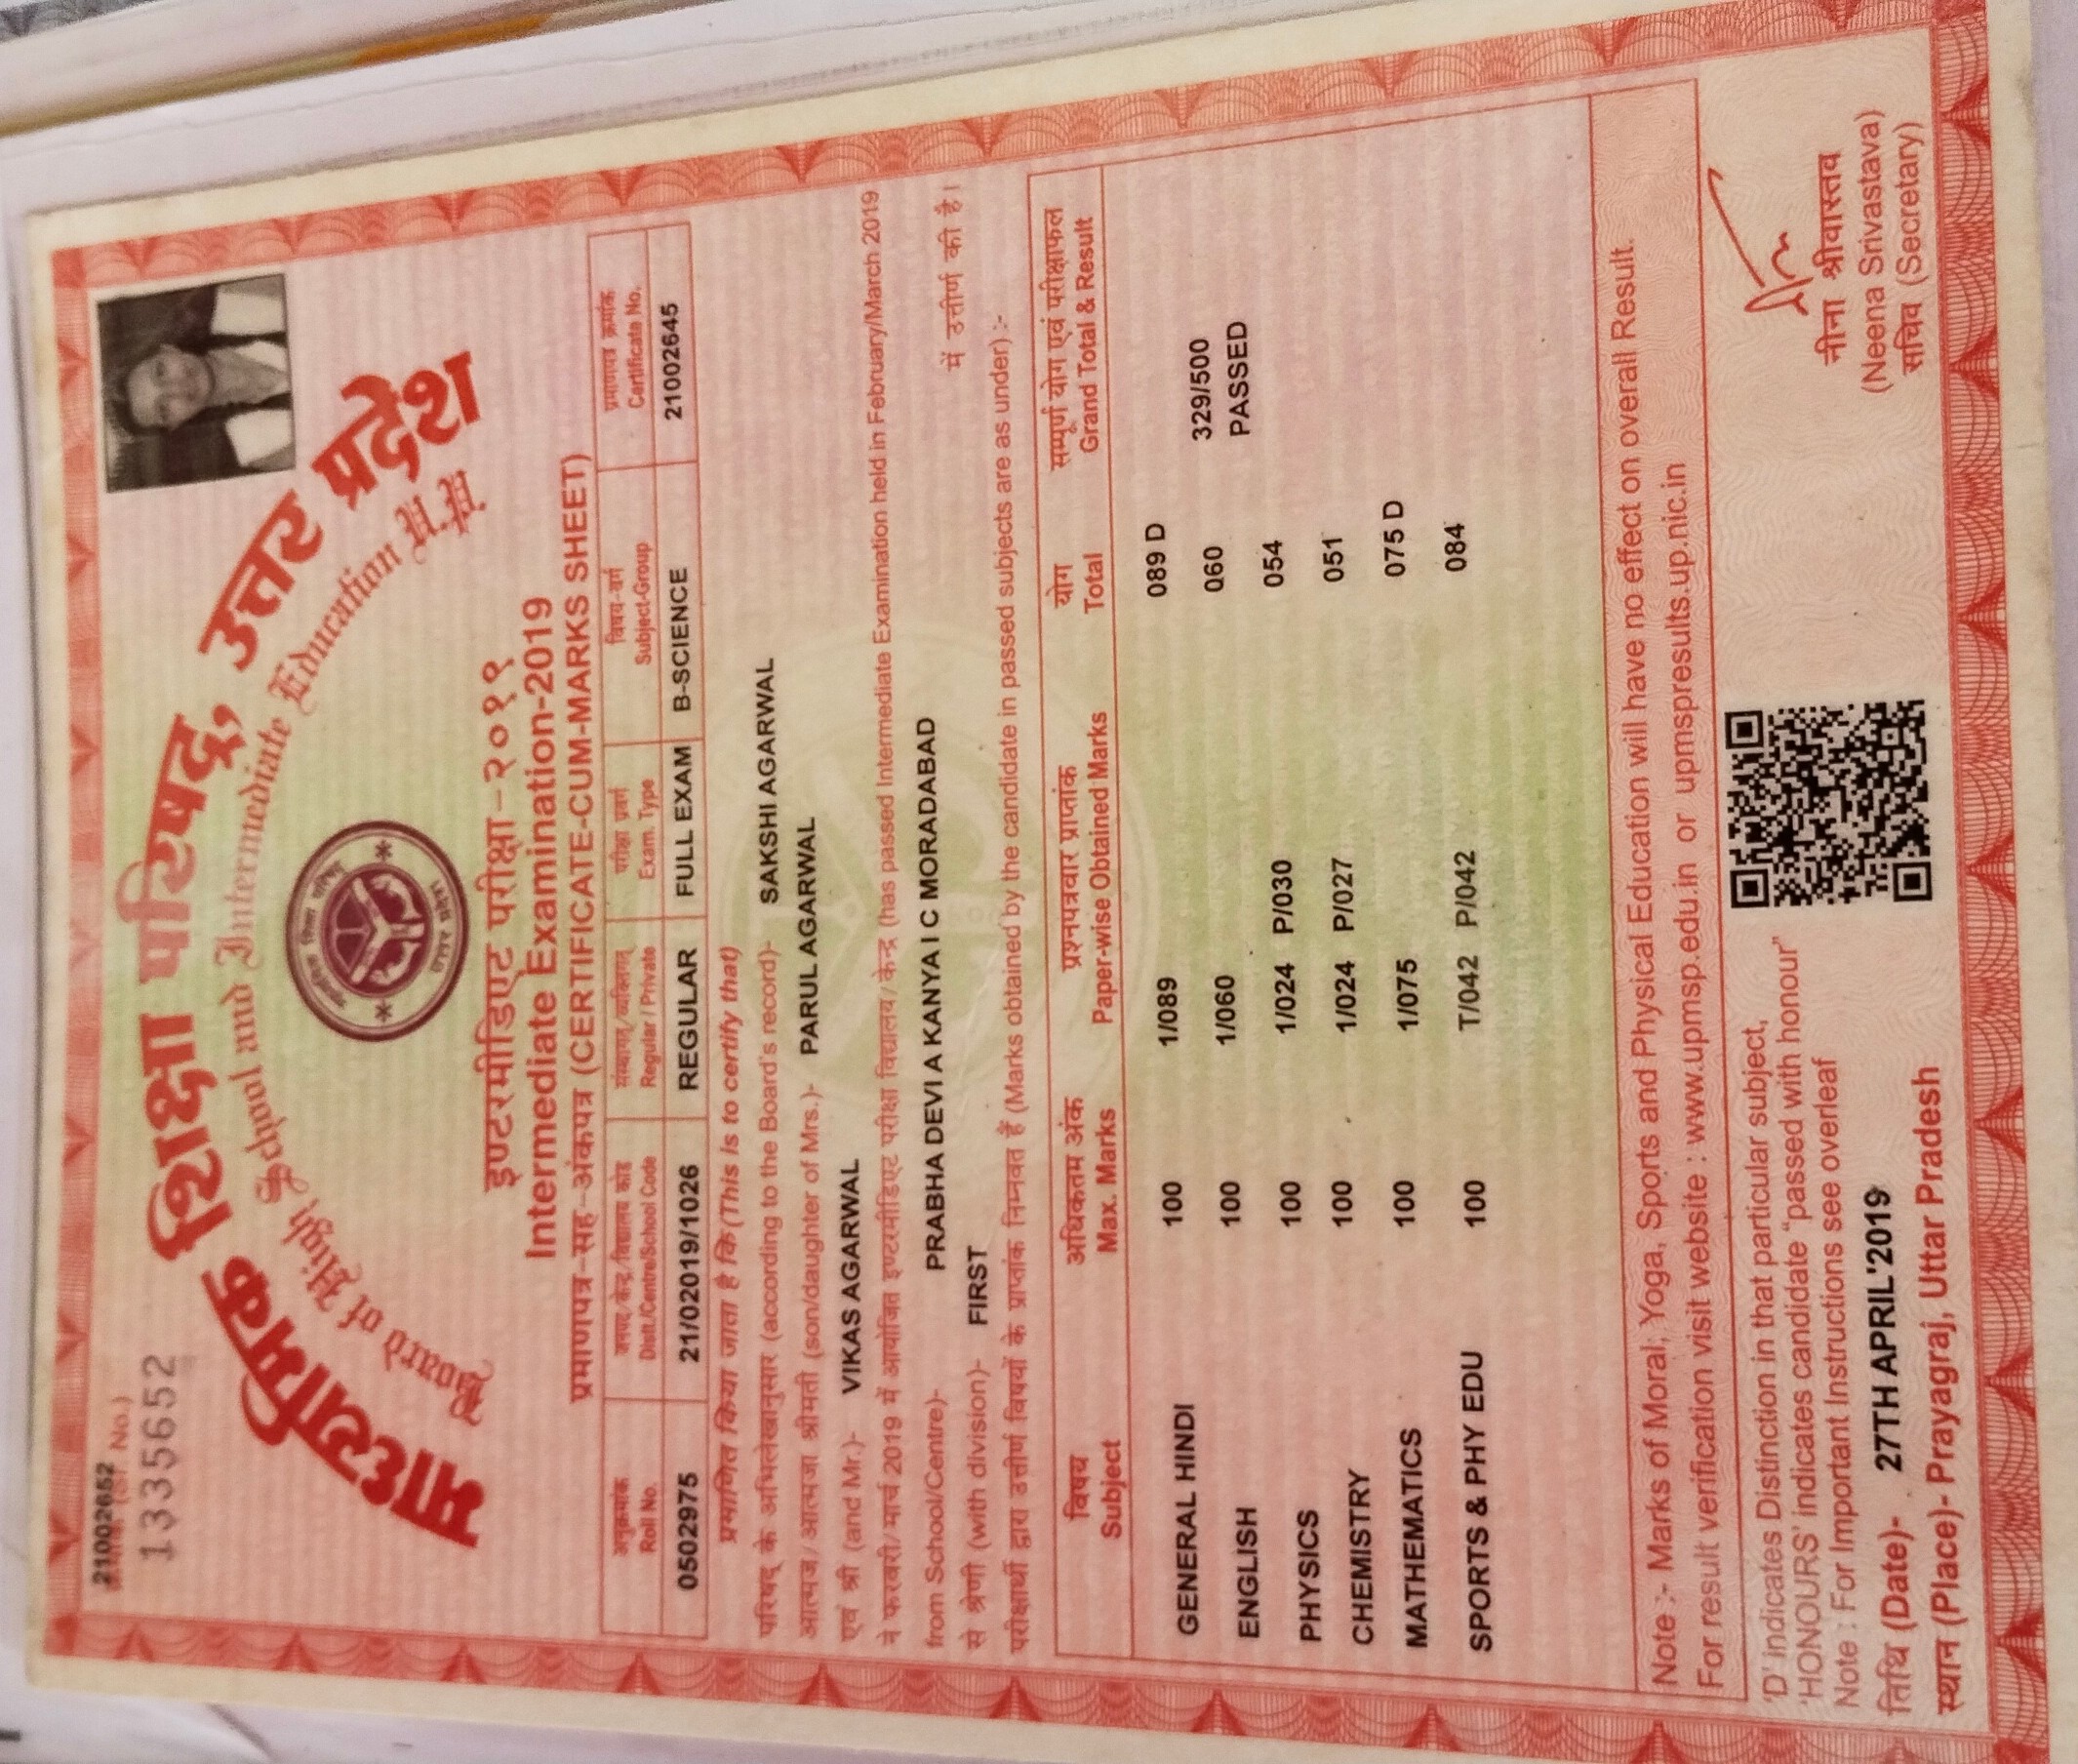 210002652
1335652
माध्यमिक शिक्षा परिषद्, उत्तर प्रदेश
Board of High School and Intermediate Education U.P.
इण्टरमीडिएट परीक्षा-२०१९
Intermediate Examination-2019
प्रमाणपत्र-सह-अंकपत्र (CERTIFICATE-CUM-MARKS SHEET)
अनुक्रमांक जनपद/केन्द्र/विद्यालय कोड संस्थागत/व्यक्तिगत परीक्षा प्रवर्ग विषय-वर्ग प्रमाणपत्र क्रमांक
Roll No. Distt./Centre/School Code Regular / Private Exam. Type Subject-Group Certificate No.
0502975 21/02019/1026 REGULAR FULL EXAM B-SCIENCE 21002645
प्रमाणित किया जाता है कि (This is to certify that)
परिषद् के अभिलेखानुसार (according to the Board's record)- SAKSHI AGARWAL
आत्मज/आत्मजा श्रीमती (son/daughter of Mrs.)- PARUL AGARWAL
एवं श्री (and Mr.)- VIKAS AGARWAL
ने फरवरी/मार्च 2019 में आयोजित इण्टरमीडिएट परीक्षा विद्यालय/केन्द्र (has passed Intermediate Examination held in February/March 2019
from School/Centre)- PRABHA DEVI A KANYA I C MORADABAD
से श्रेणी (with division)- FIRST में उत्तीर्ण की है।
परीक्षार्थी द्वारा उत्तीर्ण विषयों के प्राप्तांक निम्नवत हैं (Marks obtained by the candidate in passed subjects are as under) :-
विषय अधिकतम अंक प्रश्नपत्रवार प्राप्तांक योग सम्पूर्ण योग एवं परीक्षाफल
Subject Max. Marks Paper-wise Obtained Marks Total Grand Total & Result
GENERAL HINDI 100 1/089 089 D
ENGLISH 100 1/060 060 329/500
PASSED
PHYSICS 100 1/024 P/030 054
CHEMISTRY 100 1/024 P/027 051
MATHEMATICS 100 1/075 075 D
SPORTS & PHY EDU 100 T/042 P/042 084
Note :- Marks of Moral; Yoga, Sports and Physical Education will have no effect on overall Result.
For result verification visit website : www.upmsp.edu.in or upmspresults.up.nic.in
'D' indicates Distinction in that particular subject,
'HONOURS' indicates candidate "passed with honour"
Note : For Important Instructions see overleaf
तिथि (Date)- 27TH APRIL'2019
स्थान (Place)- Prayagraj, Uttar Pradesh
नीना श्रीवास्तव
(Neena Srivastava)
सचिव (Secretary)